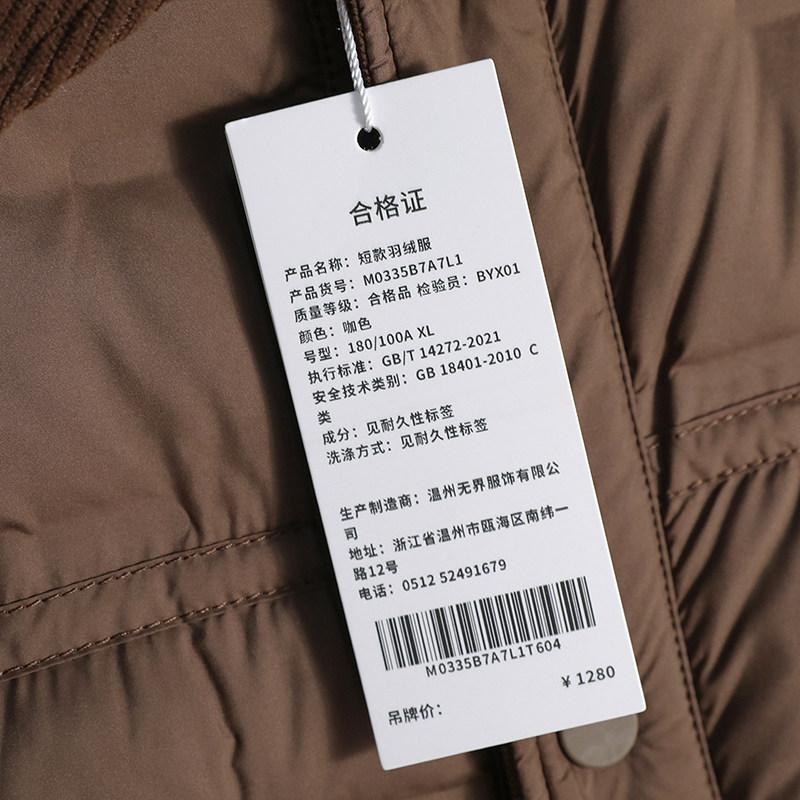 合格证
产品名称：短款羽绒服
产品货号：M0335B7A7L1
质量等级：合格品 检验员：BYX01
颜色：咖色
号型：180/100A XL
执行标准：GB/T 14272-2021
安全技术类别：GB 18401-2010 C
类
成分：见耐久性标签
洗涤方式：见耐久性标签
生产制造商：温州无界服饰有限公
司
地址：浙江省温州市瓯海区南纬一
路12号
电话：0512 52491679
M0335B7A7L1T604
吊牌价：
¥ 1280